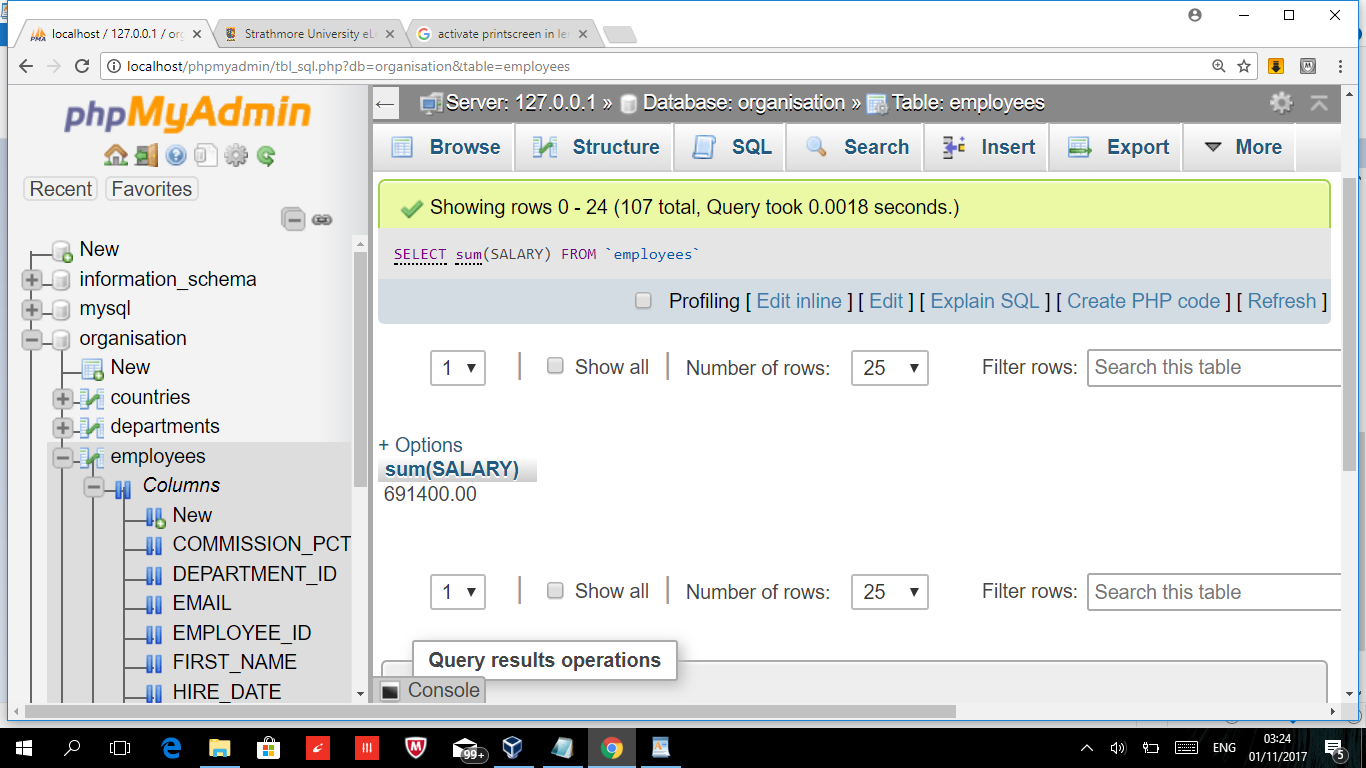 localhost / 127.0.0.1 / org
Strathmore University eLe
activate printscreen in le
localhost/phpmyadmin/tbl_sql.php?db=organisation&table=employees
phpMyAdmin
Recent
Favorites
New
information_schema
mysql
organisation
New
countries
departments
employees
Columns
New
COMMISSION_PCT
DEPARTMENT_ID
EMAIL
EMPLOYEE_ID
FIRST_NAME
HIRE_DATE
Server: 127.0.0.1 » Database: organisation » Table: employees
Browse Structure SQL Search Insert Export More
Showing rows 0 - 24 (107 total, Query took 0.0018 seconds.)
SELECT sum(SALARY) FROM `employees`
Profiling [ Edit inline ] [ Edit ] [ Explain SQL ] [ Create PHP code ] [ Refresh ]
1 Show all Number of rows: 25 Filter rows: Search this table
+ Options
sum(SALARY)
691400.00
1 Show all Number of rows: 25 Filter rows: Search this table
Query results operations
Console
99+
ENG
03:24
01/11/2017
5